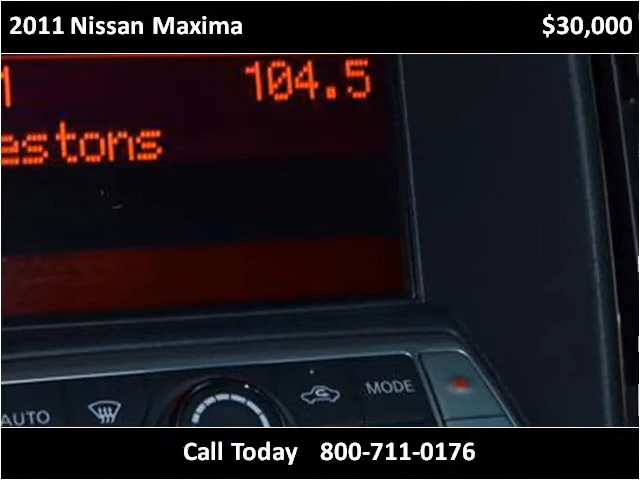 2011 Nissan Maxima $30,000
104.5
estons
AUTO MODE
Call Today 800-711-0176